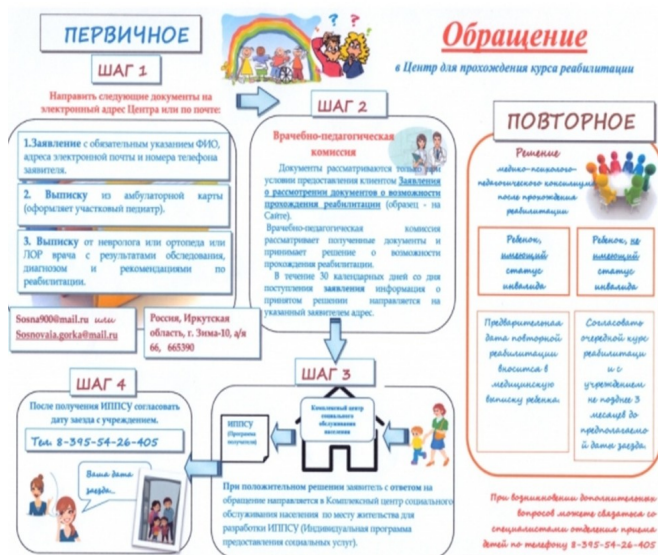 ПЕРВИЧНОЕ
Обращение
в Центр для прохождения курса реабилитации
ШАГ 1
Направить следующие документы на
электронный адрес Центра или по почте:
1.Заявление с обязательным указанием ФИО,
адреса электронной почты и номера телефона
заявителя.
2. Выписку из амбулаторной карты
(оформляет участковый педиатр).
3. Выписку от невролога или ортопеда или
ЛОР врача с результатами обследования,
диагнозом и рекомендациями по
реабилитации.
Sosna900@mail.ru или
Sosnovaia.gorka@mail.ru
Россия, Иркутская
область, г. Зима-10, а/я
66, 665390
ШАГ 2
Врачебно-педагогическая
комиссия
Документы рассматриваются только при
условии предоставления клиентом Заявления
о рассмотрении документов о возможности
прохождения реабилитации (образец - на
Сайте).
Врачебно-педагогическая комиссия
рассматривает полученные документы и
принимает решение о возможности
прохождения реабилитации.
В течение 30 календарных дней со дня
поступления заявления информация о
принятом решении направляется на
указанный заявителем адрес.
ШАГ 3
Комплексный центр
социального
обслуживания
населения
ИППСУ
(Программа
получателя)
При положительном решении заявитель с ответом на
обращение направляется в Комплексный центр социального
обслуживания населения по месту жительства для
разработки ИППСУ (Индивидуальная программа
предоставления социальных услуг).
ШАГ 4
После получения ИППСУ согласовать
дату заезда с учреждением.
Тел. 8-395-54-26-405
Ваша дата
заезда...
ПОВТОРНОЕ
Решение
медико-психолого-
педагогического консилиума
после прохождения
реабилитации
Ребенок,
имеющий
статус
инвалида
Ребенок, не
имеющий
статус
инвалида
Предварительная
дата повторной
реабилитации
вносится в
медицинскую
выписку ребенка.
Согласовать
очередной курс
реабилитаци
и с
учреждением
не позднее 3
месяцев до
предполагаемо
й даты заезда.
При возникновении дополнительных
вопросов можете связаться со
специалистами отделения приема
детей по телефону 8-395-54-26-405